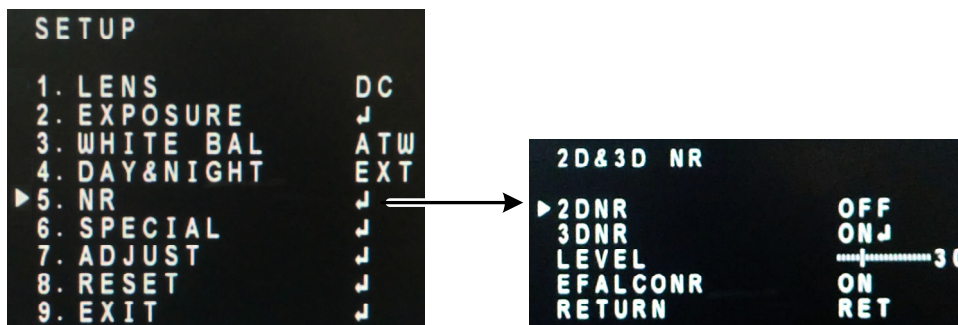 SETUP
1. LENS DC
2. EXPOSURE ↲
3. WHITE BAL ATW
4. DAY&NIGHT EXT
▶5. NR ↲
6. SPECIAL ↲
7. ADJUST ↲
8. RESET ↲
9. EXIT ↲
2D&3D NR
▶2DNR OFF
3DNR ON↲
LEVEL 30
EFALCONR ON
RETURN RET